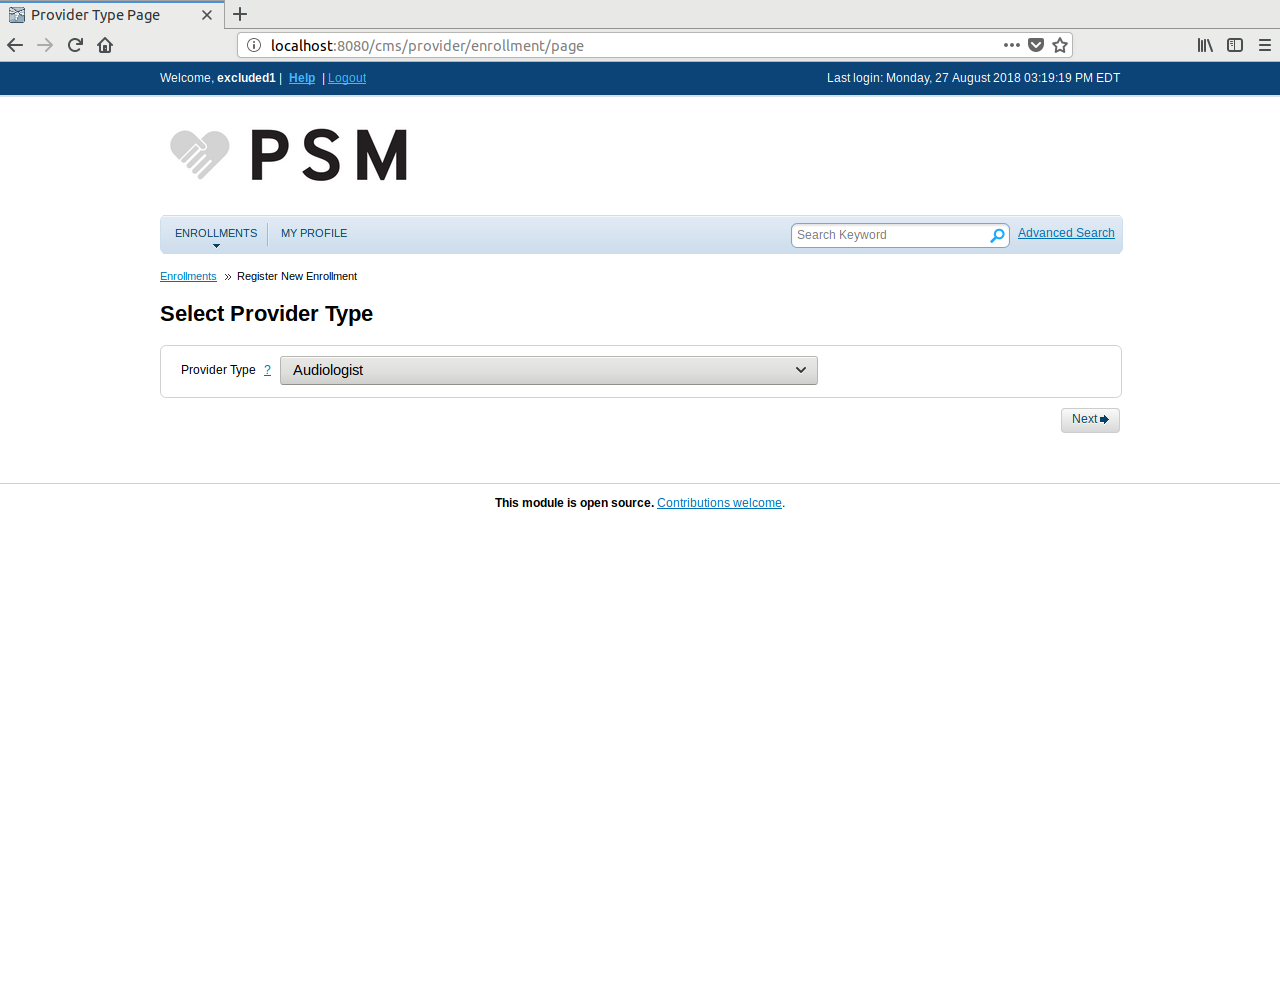 Provider Type Page
localhost:8080/cms/provider/enrollment/page
Welcome, excluded1 | Help | Logout
Last login: Monday, 27 August 2018 03:19:19 PM EDT
PSM
ENROLLMENTS
MY PROFILE
Search Keyword
Advanced Search
Enrollments » Register New Enrollment
Select Provider Type
Provider Type ? Audiologist
Next
This module is open source. Contributions welcome.